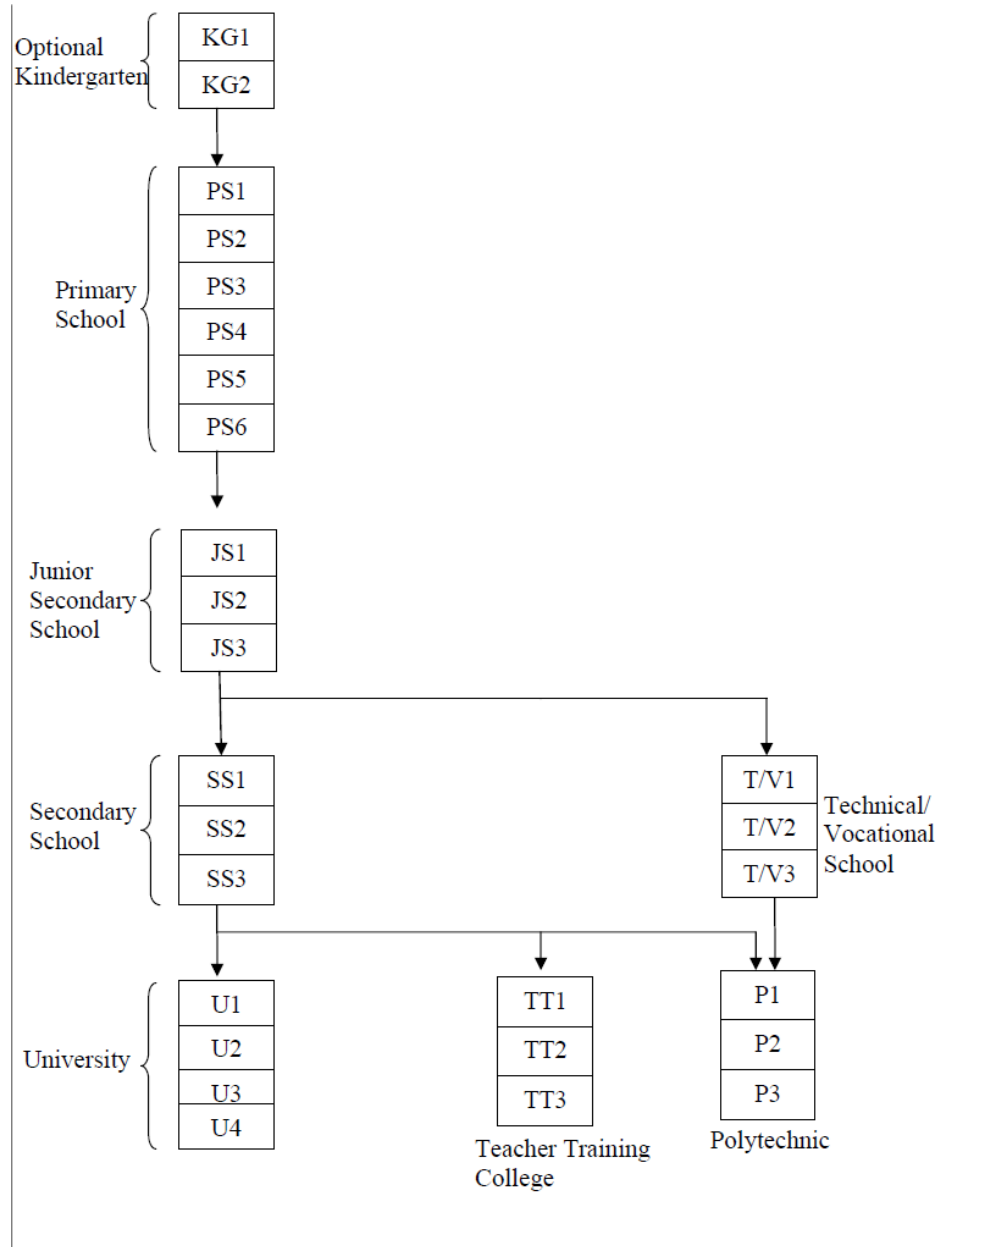 Optional
Kindergarten
KG1
KG2
Primary
School
PS1
PS2
PS3
PS4
PS5
PS6
Junior
Secondary
School
JS1
JS2
JS3
Secondary
School
SS1
SS2
SS3
T/V1
T/V2
T/V3
Technical/
Vocational
School
University
U1
U2
U3
U4
TT1
TT2
TT3
Teacher Training
College
P1
P2
P3
Polytechnic